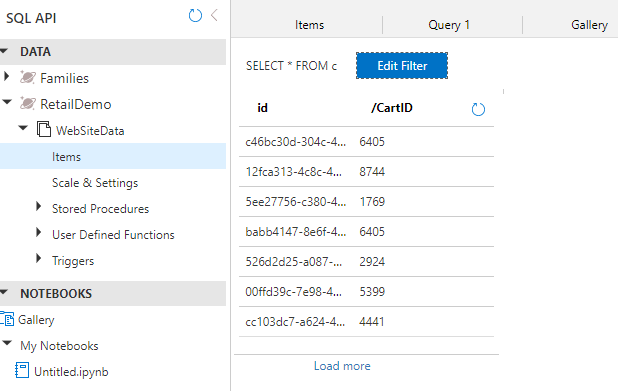 SQL API
DATA
Families
RetailDemo
WebSiteData
Items
Scale & Settings
Stored Procedures
User Defined Functions
Triggers
NOTEBOOKS
Gallery
My Notebooks
Untitled.ipynb
Items Query 1 Gallery
SELECT * FROM c Edit Filter
id /CartID
c46bc30d-304c-4... 6405
12fca313-4c8c-4... 8744
5ee27756-c380-4... 1769
babb4147-8e6f-4... 6405
526d2d25-a087-... 2924
00ffd39c-7e98-4... 5399
cc103dc7-a624-4... 4441
Load more